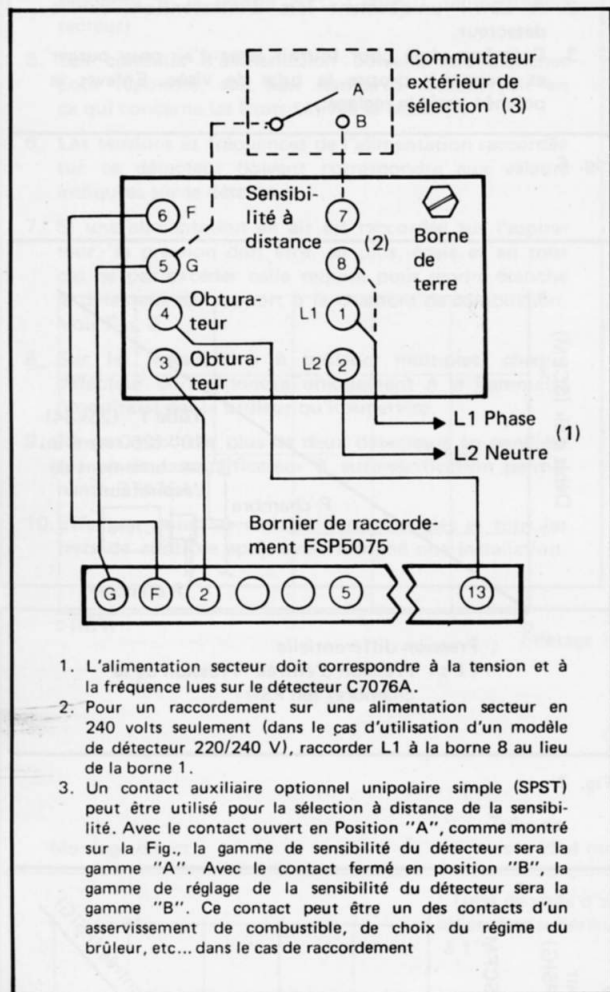 Commutateur
extérieur de
sélection (3)
A
B
Sensibi-
lité à
distance
(2)
Borne
de
terre
6 F
5 G
4 Obtura-
teur
3 Obtura-
teur
7
8
L1 1
L2 2
L1 Phase
(1)
L2 Neutre
Bornier de raccorde-
ment FSP5075
G F 2 5 13
1. L'alimentation secteur doit correspondre à la tension et à
la fréquence lues sur le détecteur C7076A.
2. Pour un raccordement sur une alimentation secteur en
240 volts seulement (dans le cas d'utilisation d'un modèle
de détecteur 220/240 V), raccorder L1 à la borne 8 au lieu
de la borne 1.
3. Un contact auxiliaire optionnel unipolaire simple (SPST)
peut être utilisé pour la sélection à distance de la sensibi-
lité. Avec le contact ouvert en Position "A", comme montré
sur la Fig., la gamme de sensibilité du détecteur sera la
gamme "A". Avec le contact fermé en position "B", la
gamme de réglage de la sensibilité du détecteur sera la
gamme "B". Ce contact peut être un des contacts d'un
asservissement de combustible, de choix du régime du
brûleur, etc... dans le cas de raccordement